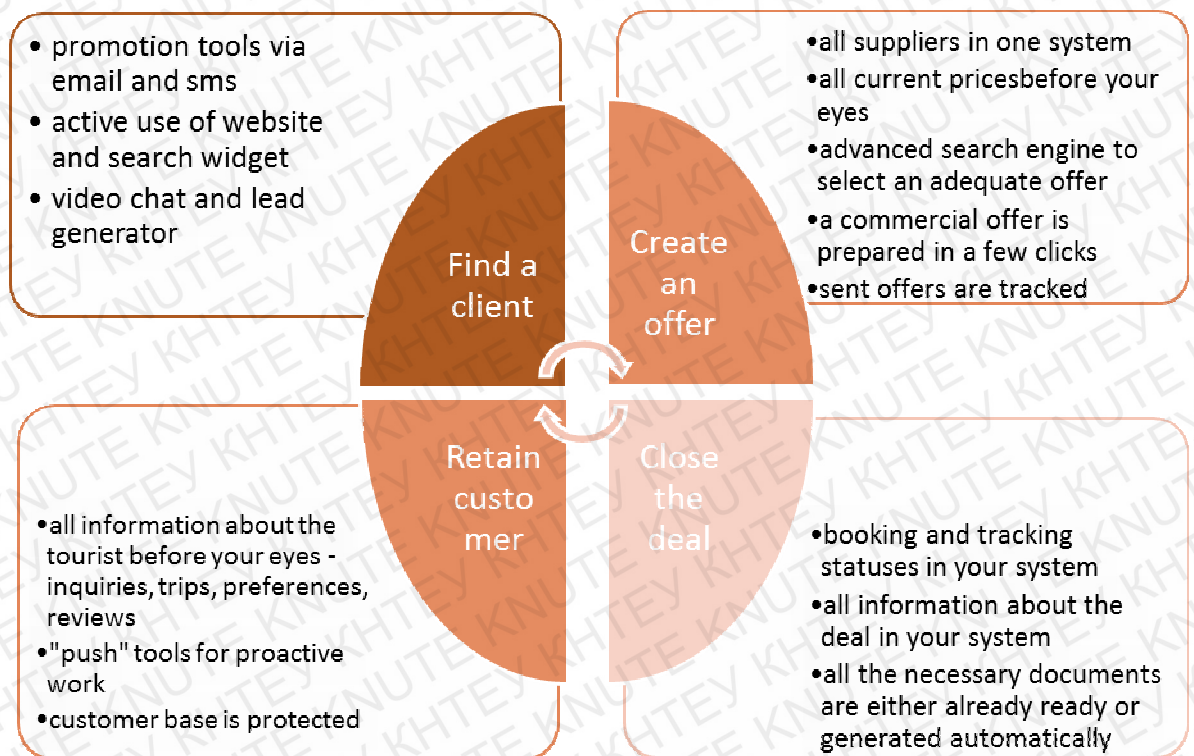 • promotion tools via
email and sms
• active use of website
and search widget
• video chat and lead
generator
Find a
client
•all suppliers in one system
•all current pricesbefore your
eyes
•advanced search engine to
select an adequate offer
•a commercial offer is
prepared in a few clicks
•sent offers are tracked
Create
an
offer
Retain
custo
mer
•all information about the
tourist before your eyes -
inquiries, trips, preferences,
reviews
•"push" tools for proactive
work
•customer base is protected
Close
the
deal
•booking and tracking
statuses in your system
•all information about the
deal in your system
•all the necessary documents
are either already ready or
generated automatically